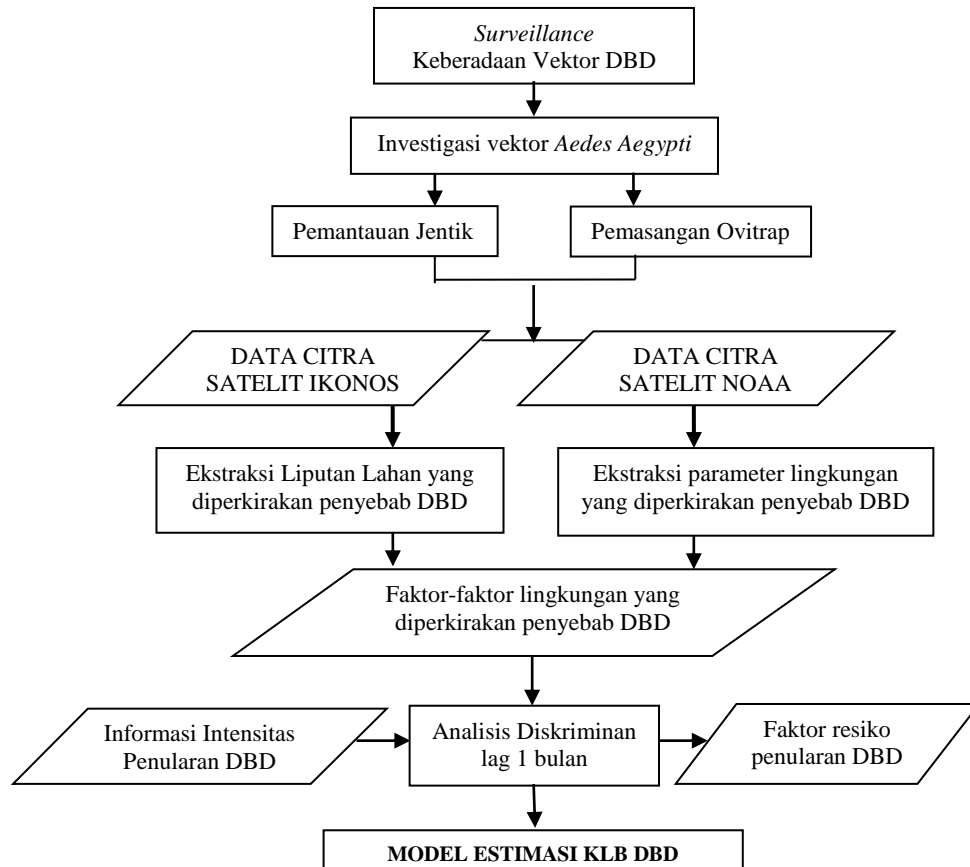 Surveillance
Keberadaan Vektor DBD
Investigasi vektor Aedes Aegypti
Pemantauan Jentik
Pemasangan Ovitrap
DATA CITRA
SATELIT IKONOS
DATA CITRA
SATELIT NOAA
Ekstraksi Liputan Lahan yang
diperkirakan penyebab DBD
Ekstraksi parameter lingkungan
yang diperkirakan penyebab DBD
Faktor-faktor lingkungan yang
diperkirakan penyebab DBD
Informasi Intensitas
Penularan DBD
Analisis Diskriminan
lag 1 bulan
Faktor resiko
penularan DBD
MODEL ESTIMASI KLB DBD